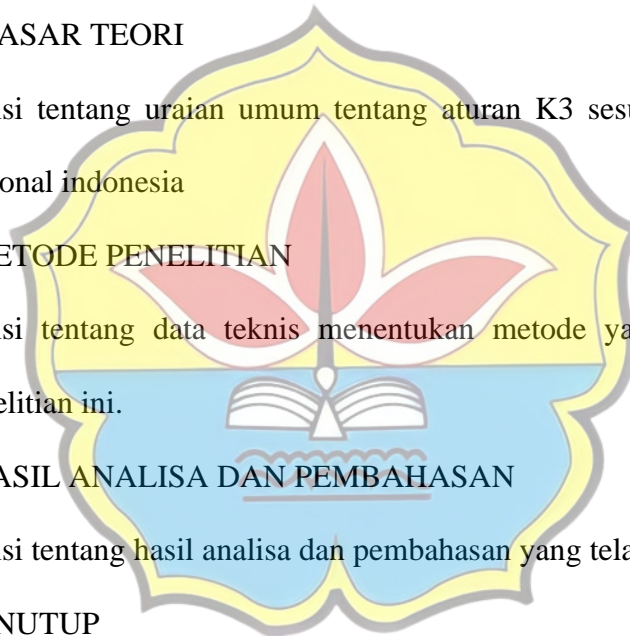 ASAR TEORI
si tentang uraian umum tentang aturan K3 sesu
onal indonesia
ETODE PENELITIAN
si tentang data teknis menentukan metode ya
elitian ini.
ASIL ANALISA DAN PEMBAHASAN
si tentang hasil analisa dan pembahasan yang tela
NUTUP